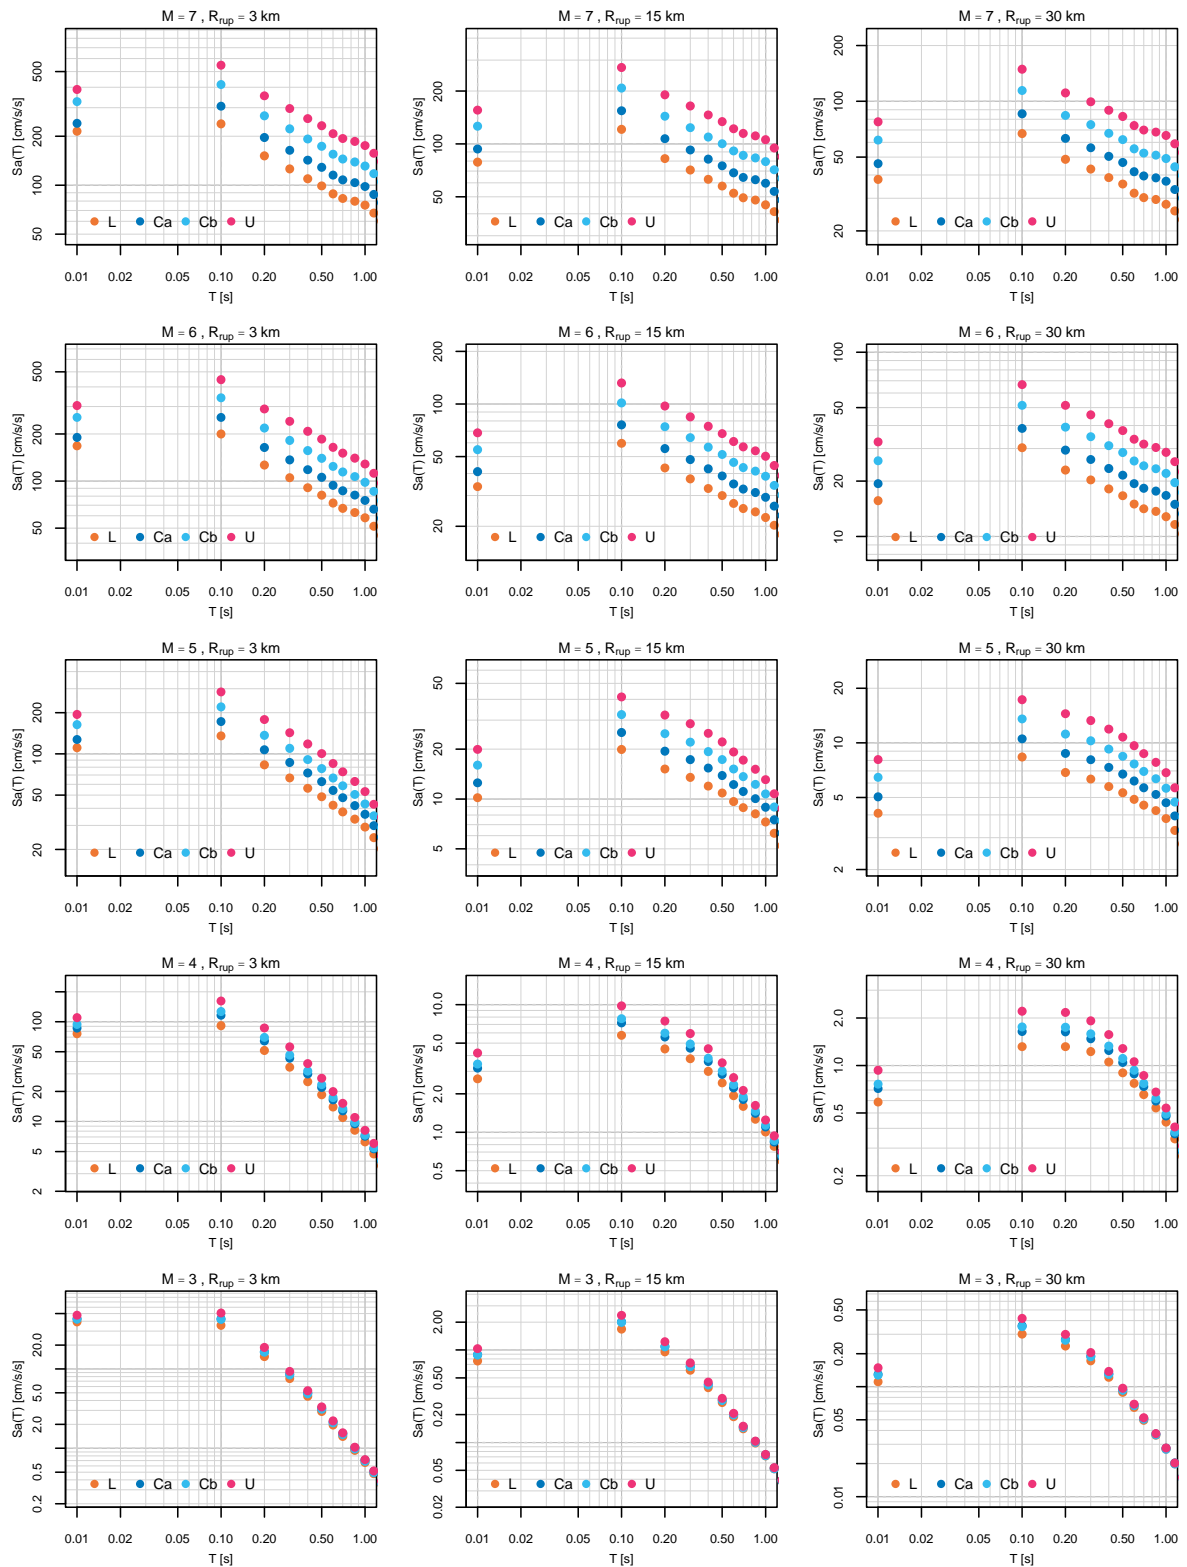 M = 7 , Rrup = 3 km
Sa(T) [cm/s/s]
500
200
100
50
L Ca Cb U
0.01 0.02 0.05 0.10 0.20 0.50 1.00
T [s]
M = 7 , Rrup = 15 km
Sa(T) [cm/s/s]
200
100
50
L Ca Cb U
0.01 0.02 0.05 0.10 0.20 0.50 1.00
T [s]
M = 7 , Rrup = 30 km
Sa(T) [cm/s/s]
200
100
50
20
L Ca Cb U
0.01 0.02 0.05 0.10 0.20 0.50 1.00
T [s]
M = 6 , Rrup = 3 km
Sa(T) [cm/s/s]
500
200
100
50
L Ca Cb U
0.01 0.02 0.05 0.10 0.20 0.50 1.00
T [s]
M = 6 , Rrup = 15 km
Sa(T) [cm/s/s]
200
100
50
20
L Ca Cb U
0.01 0.02 0.05 0.10 0.20 0.50 1.00
T [s]
M = 6 , Rrup = 30 km
Sa(T) [cm/s/s]
100
50
20
10
L Ca Cb U
0.01 0.02 0.05 0.10 0.20 0.50 1.00
T [s]
M = 5 , Rrup = 3 km
Sa(T) [cm/s/s]
200
100
50
20
L Ca Cb U
0.01 0.02 0.05 0.10 0.20 0.50 1.00
T [s]
M = 5 , Rrup = 15 km
Sa(T) [cm/s/s]
50
20
10
5
L Ca Cb U
0.01 0.02 0.05 0.10 0.20 0.50 1.00
T [s]
M = 5 , Rrup = 30 km
Sa(T) [cm/s/s]
20
10
5
2
L Ca Cb U
0.01 0.02 0.05 0.10 0.20 0.50 1.00
T [s]
M = 4 , Rrup = 3 km
Sa(T) [cm/s/s]
100
50
20
10
5
2
L Ca Cb U
0.01 0.02 0.05 0.10 0.20 0.50 1.00
T [s]
M = 4 , Rrup = 15 km
Sa(T) [cm/s/s]
10.0
5.0
2.0
1.0
0.5
L Ca Cb U
0.01 0.02 0.05 0.10 0.20 0.50 1.00
T [s]
M = 4 , Rrup = 30 km
Sa(T) [cm/s/s]
2.0
1.0
0.5
0.2
L Ca Cb U
0.01 0.02 0.05 0.10 0.20 0.50 1.00
T [s]
M = 3 , Rrup = 3 km
Sa(T) [cm/s/s]
20.0
5.0
2.0
0.5
0.2
L Ca Cb U
0.01 0.02 0.05 0.10 0.20 0.50 1.00
T [s]
M = 3 , Rrup = 15 km
Sa(T) [cm/s/s]
2.00
0.50
0.20
0.05
0.02
L Ca Cb U
0.01 0.02 0.05 0.10 0.20 0.50 1.00
T [s]
M = 3 , Rrup = 30 km
Sa(T) [cm/s/s]
0.50
0.20
0.05
0.01
L Ca Cb U
0.01 0.02 0.05 0.10 0.20 0.50 1.00
T [s]